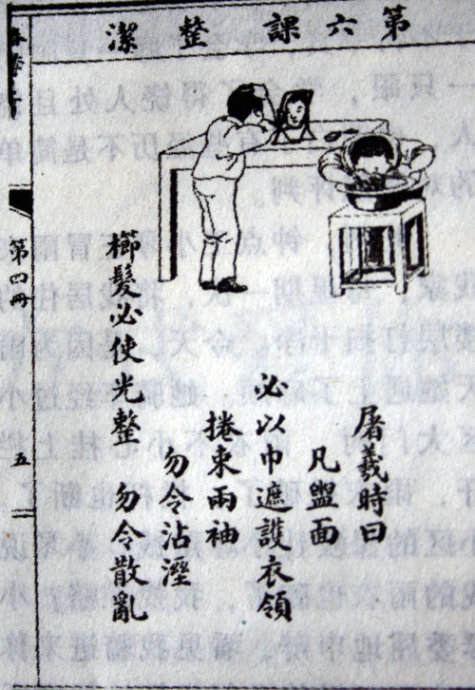 第六課 整潔
屠羲時曰
凡盥面
必以巾遮護衣領
捲束兩袖
勿令沾溼
櫛髮必使光整 勿令散亂
第四冊
五